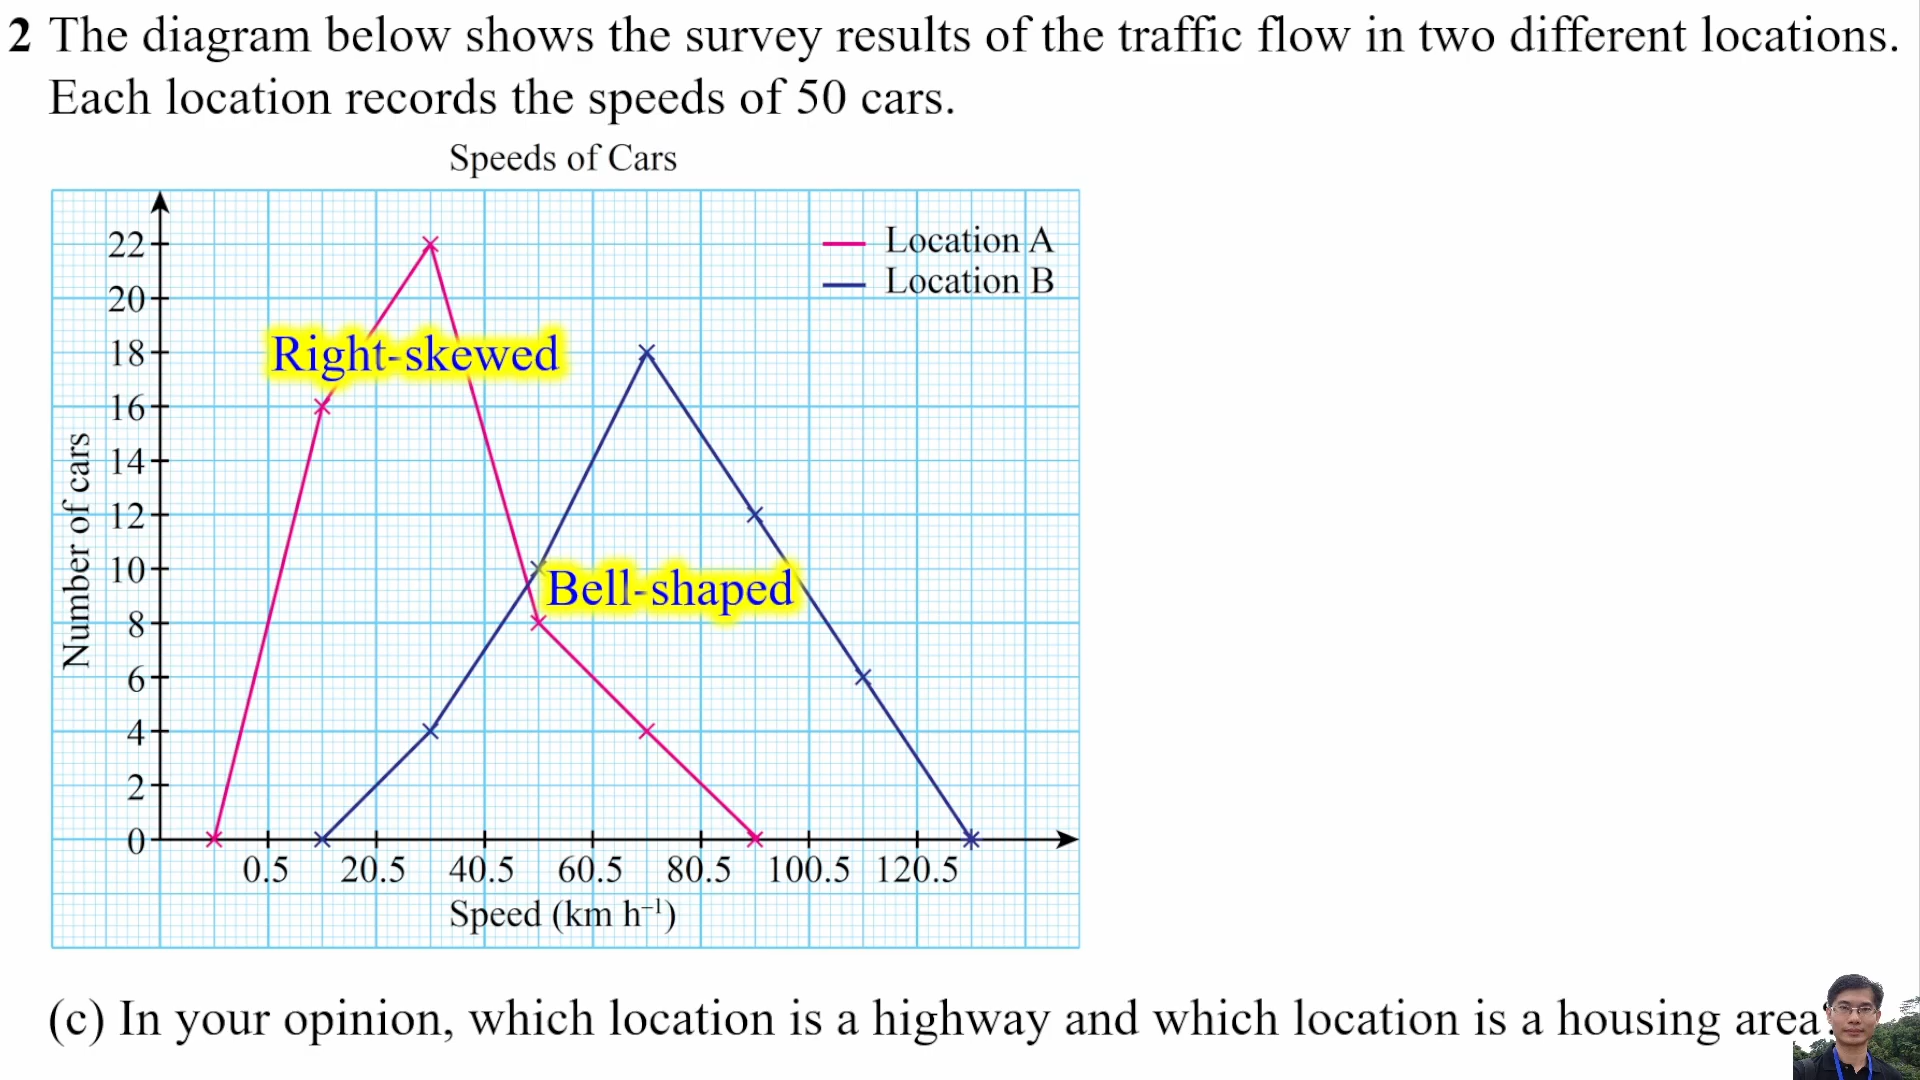 2 The diagram below shows the survey results of the traffic flow in two different locations.
Each location records the speeds of 50 cars.
Speeds of Cars
Location A
Location B
22
20
18
16
14
12
10
8
6
4
2
0
Number of cars
Right-skewed
Bell-shaped
0.5 20.5 40.5 60.5 80.5 100.5 120.5
Speed (km h⁻¹)
(c) In your opinion, which location is a highway and which location is a housing area?